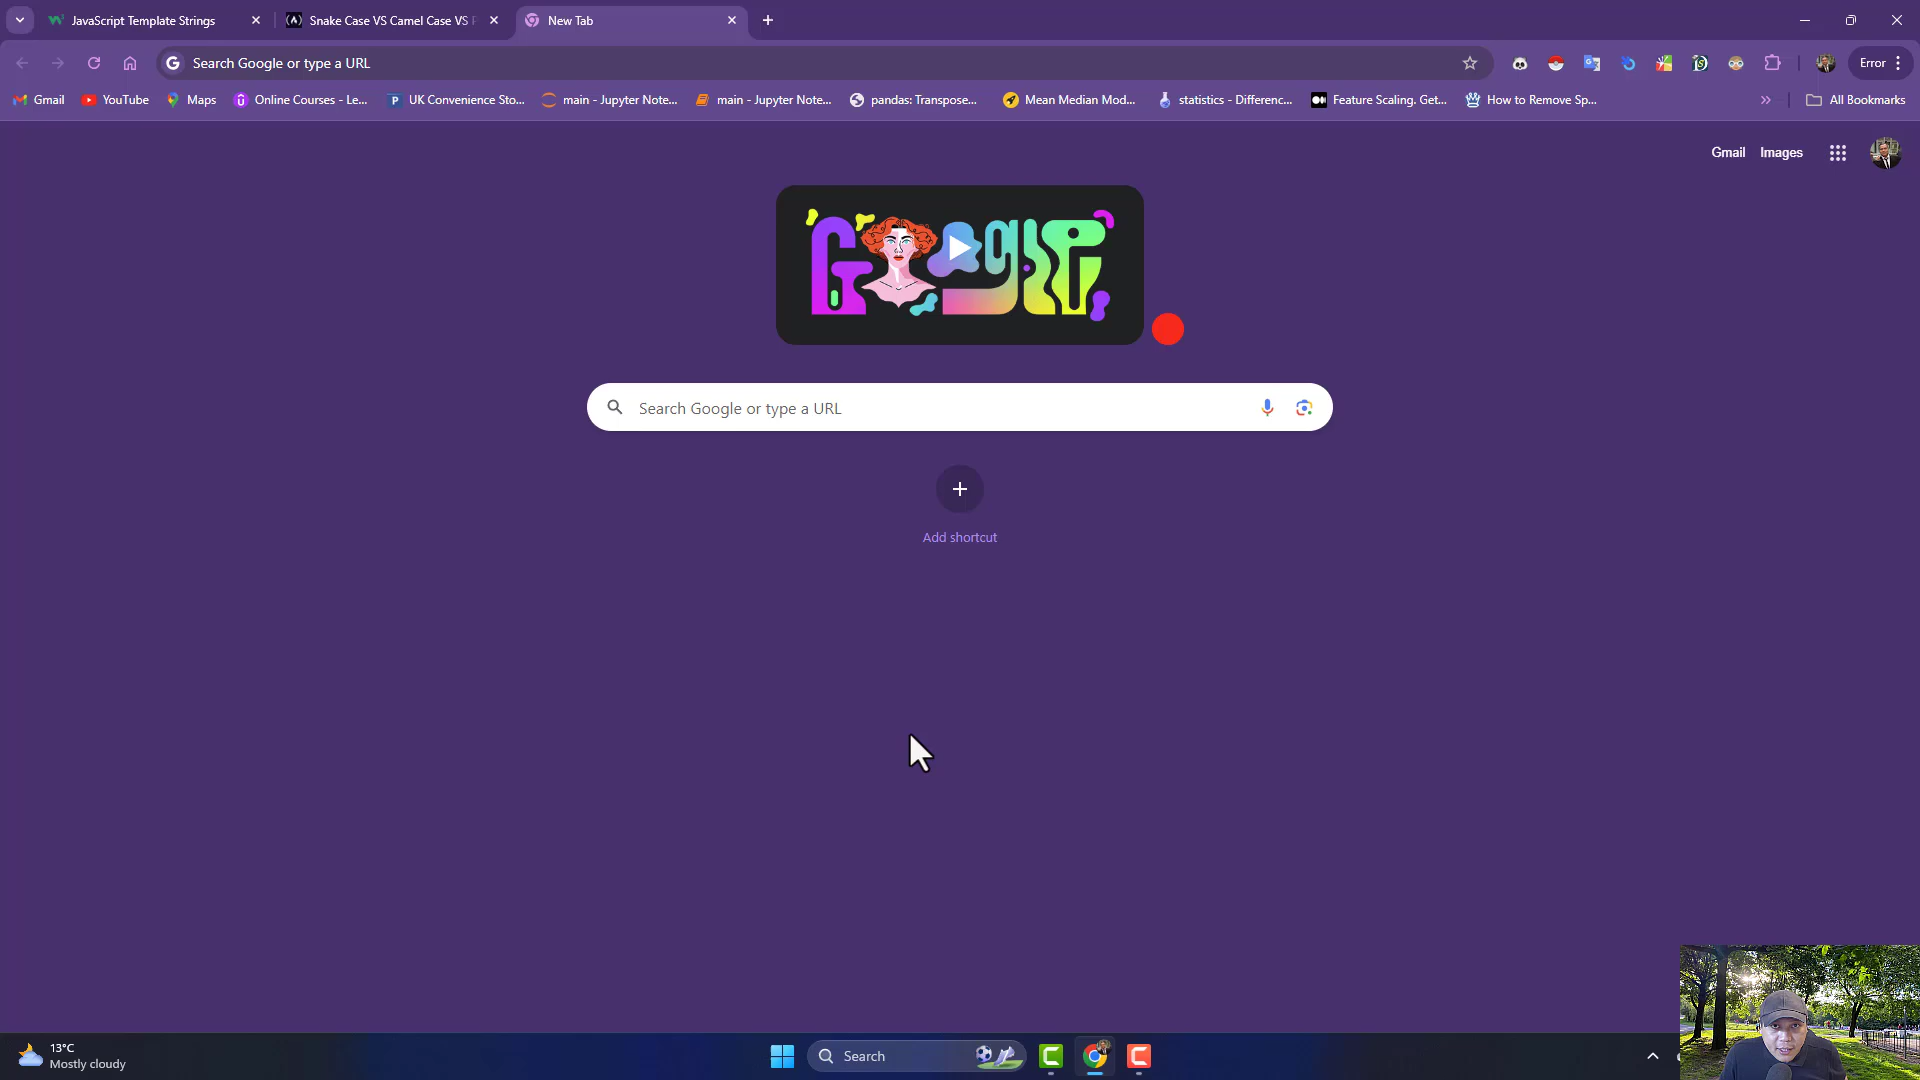 JavaScript Template Strings
Snake Case VS Camel Case VS
New Tab
Search Google or type a URL
Error
Gmail
YouTube
Maps
Online Courses - Le...
UK Convenience Sto...
main - Jupyter Note...
main - Jupyter Note...
pandas: Transpose...
Mean Median Mod...
statistics - Differenc...
Feature Scaling. Get...
How to Remove Sp...
All Bookmarks
Gmail
Images
Google
Search Google or type a URL
Add shortcut
13°C
Mostly cloudy
Search